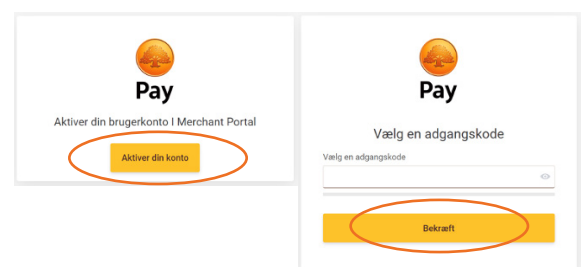 Pay
Aktiver din brugerkonto I Merchant Portal
Aktiver din konto
Pay
Vælg en adgangskode
Vælg en adgangskode
Bekræft